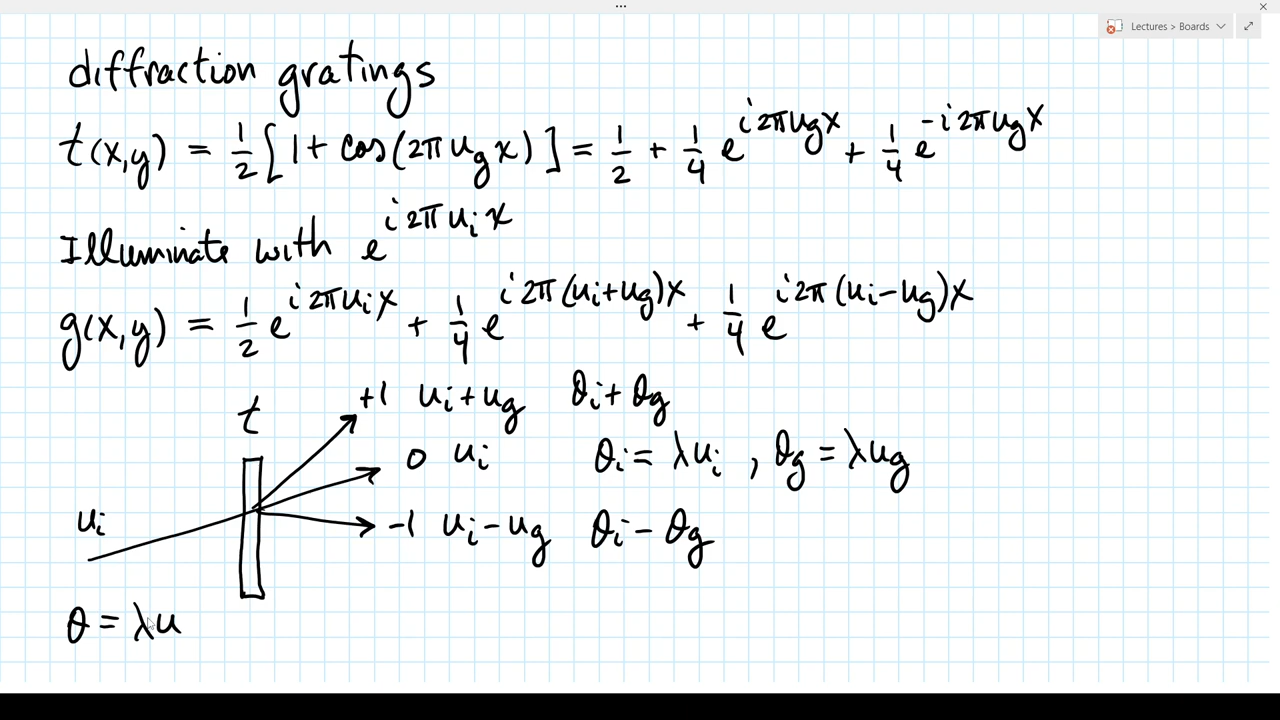 Lectures > Boards
diffraction gratings
t(x,y) = 1/2 [1 + cos(2π u_g x)] = 1/2 + 1/4 e^{i2πu_g x} + 1/4 e^{-i2πu_g x}
Illuminate with e^{i2πu_i x}
g(x,y) = 1/2 e^{i2πu_i x} + 1/4 e^{i2π(u_i+u_g)x} + 1/4 e^{i2π(u_i-u_g)x}
t
+1 u_i+u_g θ_i+θ_g
0 u_i θ_i = λu_i , θ_g = λu_g
u_i
-1 u_i-u_g θ_i-θ_g
θ = λu